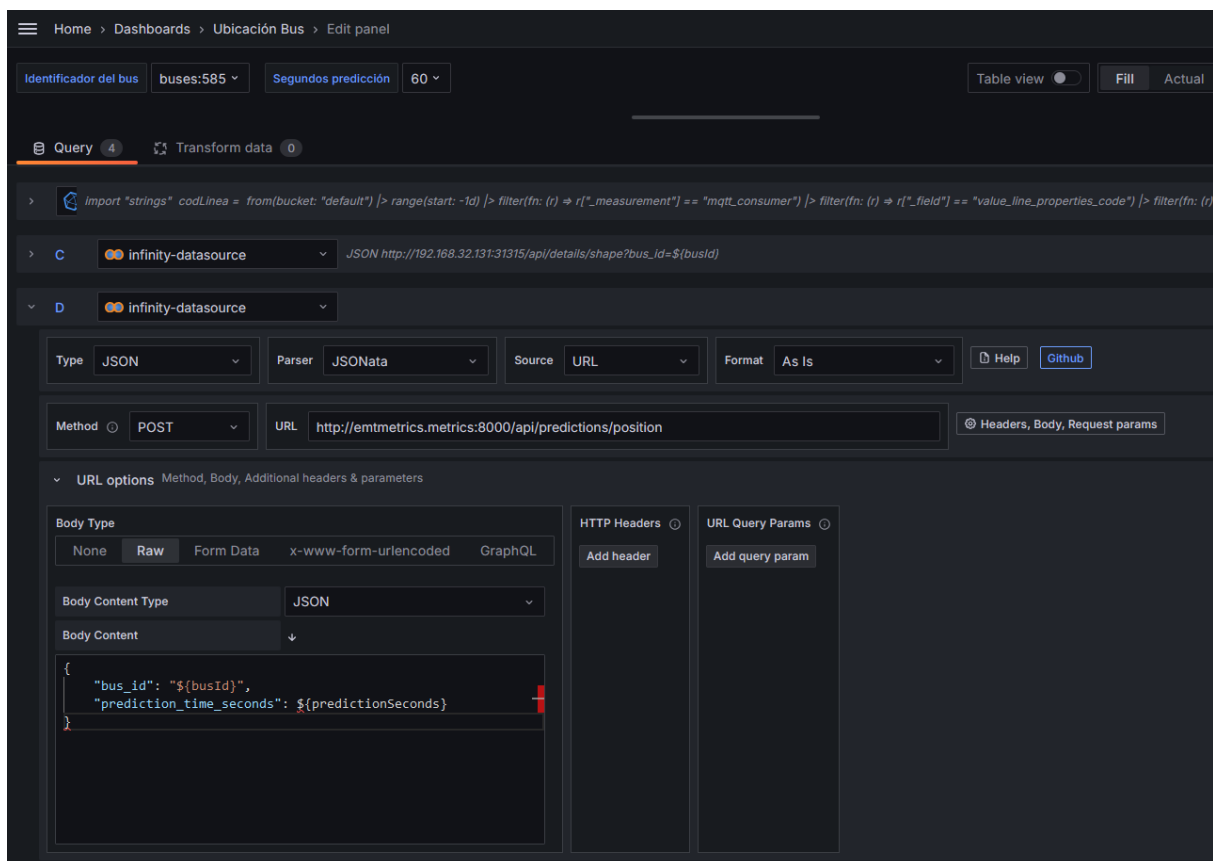 Home › Dashboards › Ubicación Bus › Edit panel
Identificador del bus buses:585 Segundos predicción 60 Table view Fill Actual
Query 4 Transform data 0
import "strings" codLinea = from(bucket: "default") |> range(start: -1d) |> filter(fn: (r) => r["_measurement"] == "mqtt_consumer") |> filter(fn: (r) => r["_field"] == "value_line_properties_code") |> filter(fn: (r)
C infinity-datasource JSON http://192.168.32.131:31315/api/details/shape?bus_id=${busId}
D infinity-datasource
Type JSON Parser JSONata Source URL Format As Is Help Github
Method POST URL http://emtmetrics.metrics:8000/api/predictions/position Headers, Body, Request params
URL options Method, Body, Additional headers & parameters
Body Type HTTP Headers URL Query Params
None Raw Form Data x-www-form-urlencoded GraphQL Add header Add query param
Body Content Type JSON
Body Content
{
"bus_id": "${busId}",
"prediction_time_seconds": ${predictionSeconds}
}